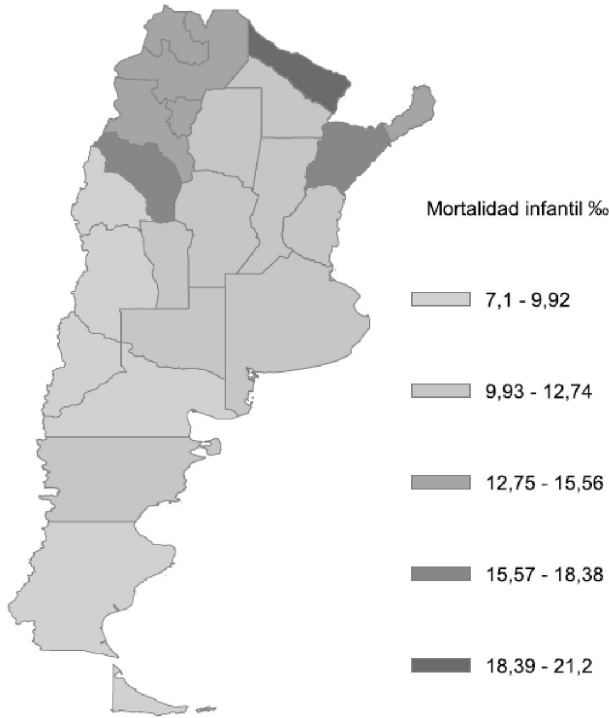 Mortalidad infantil ‰
7,1 - 9,92
9,93 - 12,74
12,75 - 15,56
15,57 - 18,38
18,39 - 21,2